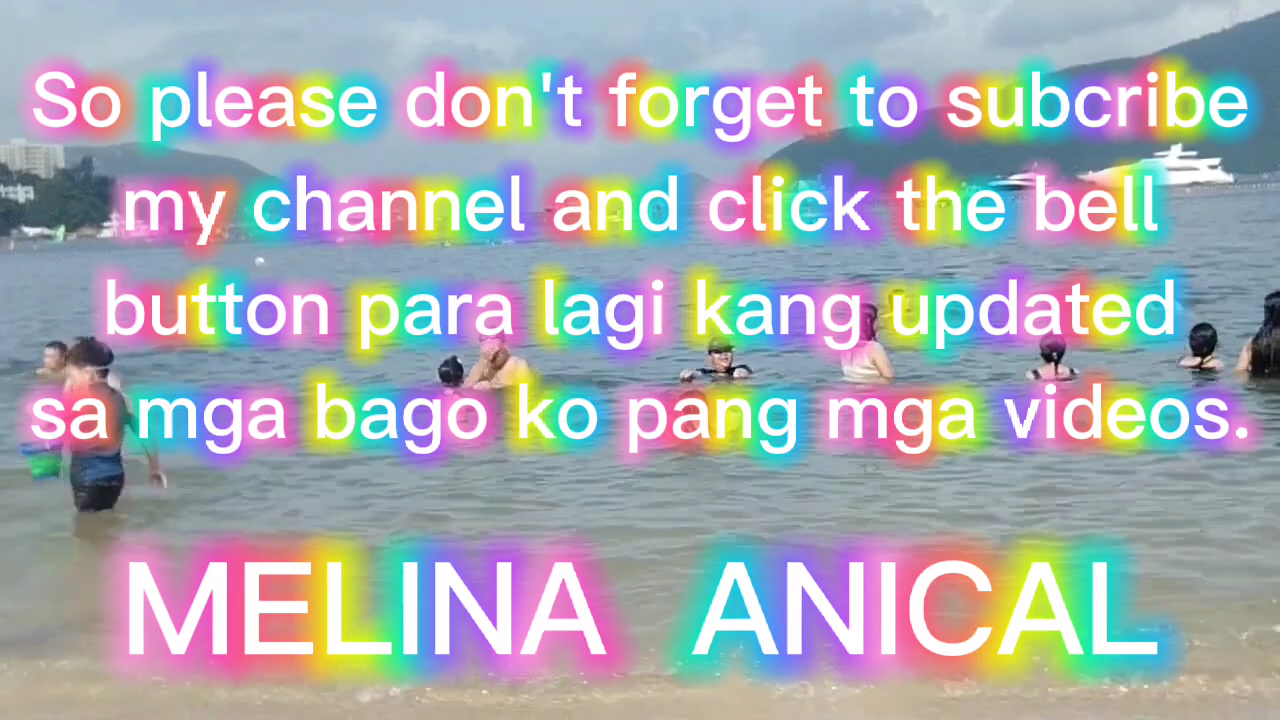 So please don't forget to subcribe
my channel and click the bell
button para lagi kang updated
sa mga bago ko pang mga videos.
MELINA ANICAL